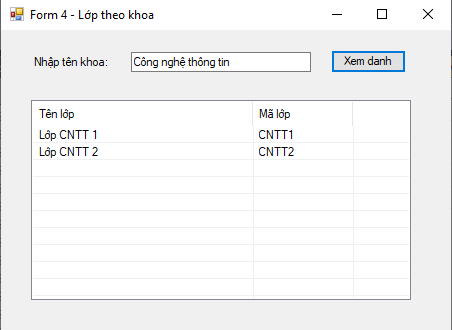 Form 4 - Lớp theo khoa
Nhập tên khoa: Công nghệ thông tin Xem danh
Tên lớp Mã lớp
Lớp CNTT 1 CNTT1
Lớp CNTT 2 CNTT2